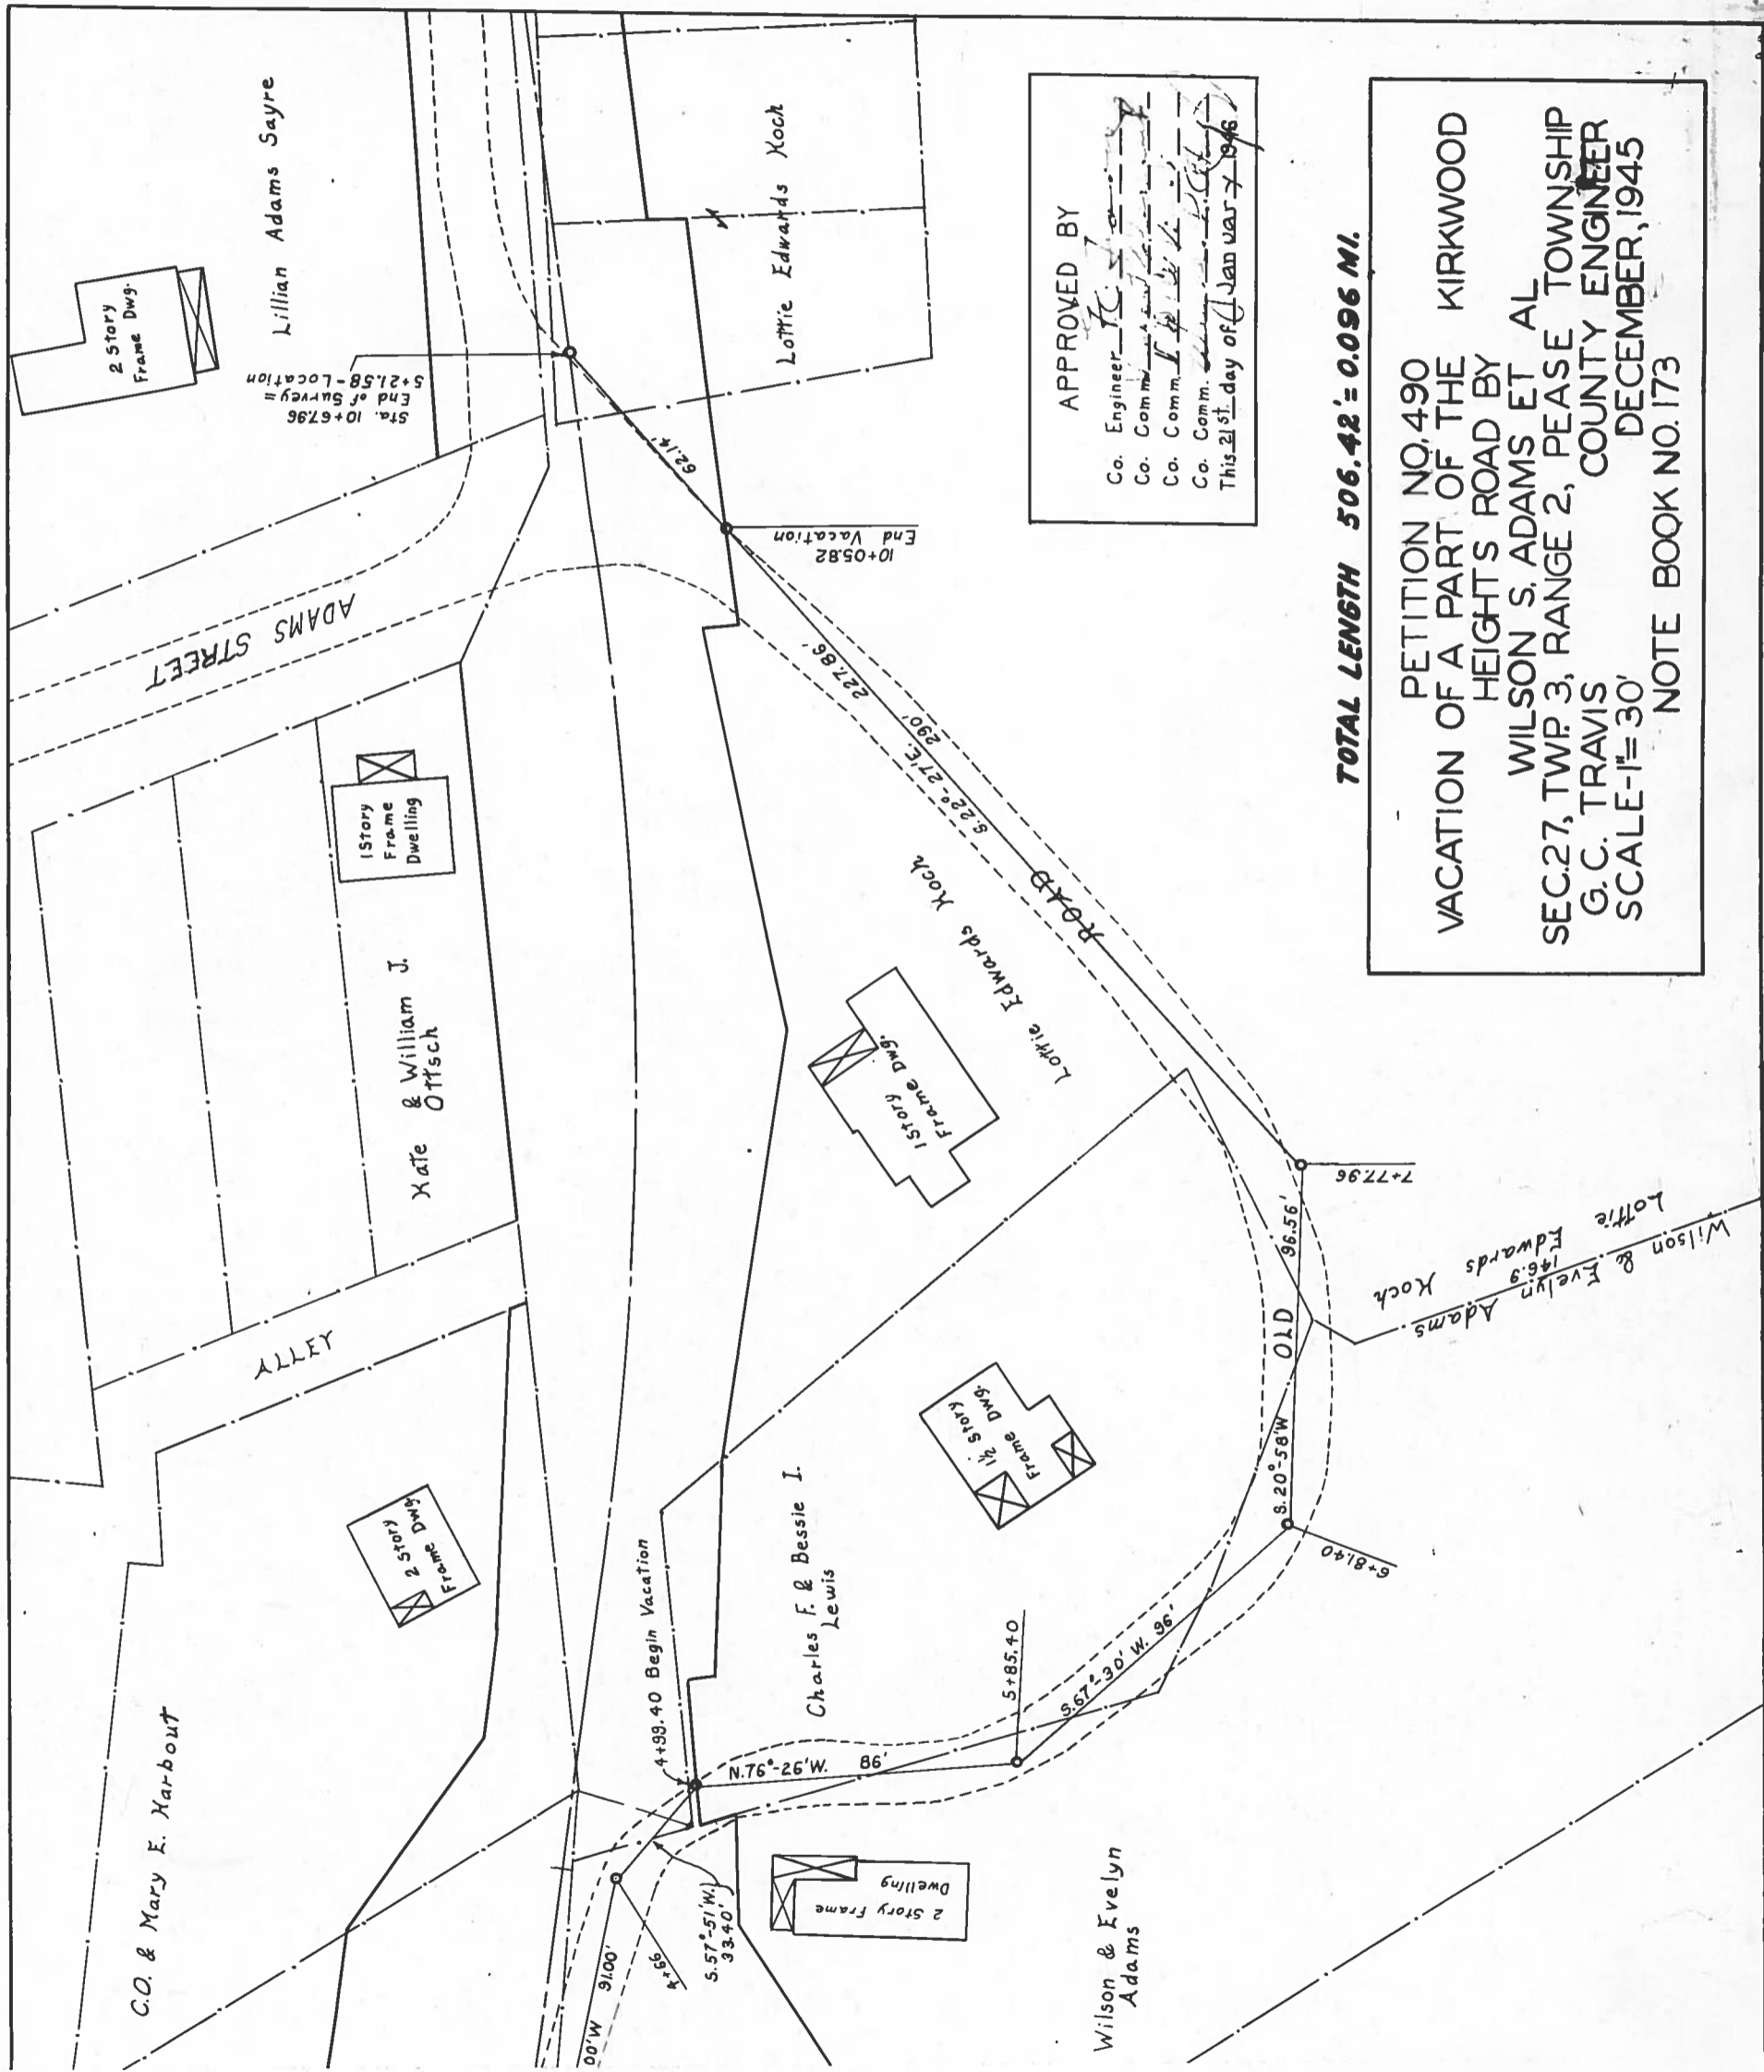 PETITION NO. 490
VACATION OF A PART OF THE KIRKWOOD
HEIGHTS ROAD BY
WILSON S. ADAMS ET AL
SEC. 27, TWP. 3, RANGE 2, PEASE TOWNSHIP
G. C. TRAVIS COUNTY ENGINEER
SCALE-1"= 30' DECEMBER, 1945
NOTE BOOK NO. 173
TOTAL LENGTH 506.42' = 0.096 MI.
APPROVED BY
Co. Engineer
Co. Comm.
Co. Comm.
Co. Comm.
This 21st day of January 1946
C.O. & Mary E. Harbout
2 Story
Frame Dwg.
ALLEY
Kate & William J.
Ottsch
1 Story
Frame
Dwelling
ADAMS STREET
2 Story
Frame Dwg.
Lillian Adams Sayre
Sta. 10+67.96
End of Survey =
5+21.58 - Location
Lottie Edwards Koch
62.14'
10+05.82
End Vacation
227.86'
S.22°-27'E. 290'
ROAD
Lottie Edwards Koch
1 Story
Frame Dwg.
7+77.96
96.56'
OLD
S.20°-58'W
6+81.40
Lottie Edwards Koch
146.9
Wilson & Evelyn Adams
1½ Story
Frame Dwg.
Charles F. & Bessie I.
Lewis
4+99.40 Begin Vacation
N.76°-26'W. 86'
5+85.40
S.67°-30' W. 96'
00'W 91.00'
4+66
S.57°-51'W.
33.40'
2 Story Frame
Dwelling
Wilson & Evelyn
Adams